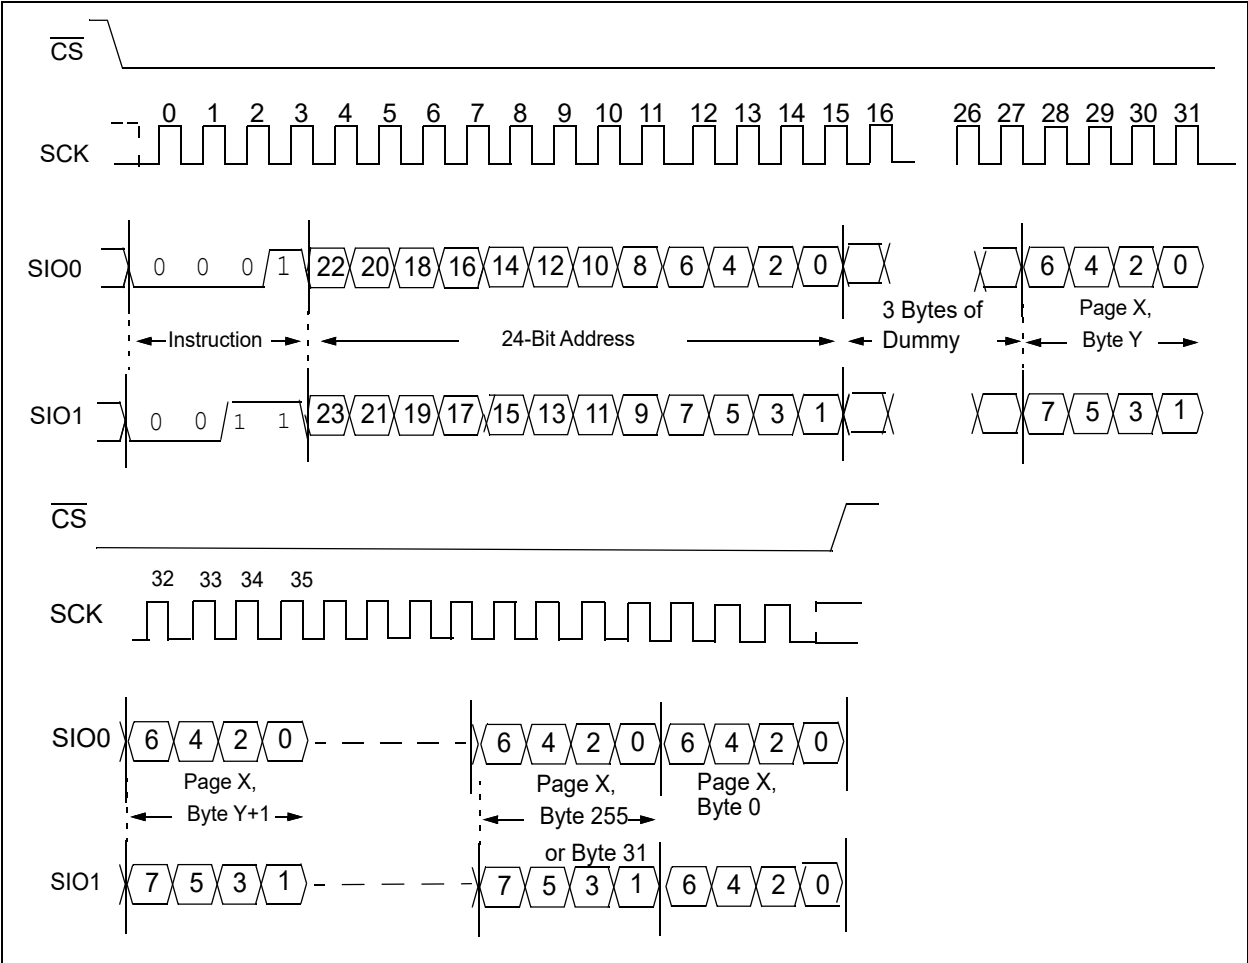 CS
0 1 2 3 4 5 6 7 8 9 10 11 12 13 14 15 16 26 27 28 29 30 31
SCK
SIO0 0 0 0 1 22 20 18 16 14 12 10 8 6 4 2 0 6 4 2 0
Instruction 24-Bit Address 3 Bytes of
Dummy Page X,
Byte Y
SIO1 0 0 1 1 23 21 19 17 15 13 11 9 7 5 3 1 7 5 3 1
CS
32 33 34 35
SCK
SIO0 6 4 2 0 6 4 2 0 6 4 2 0
Page X,
Byte Y+1
Page X,
Byte 255
or Byte 31
Page X,
Byte 0
SIO1 7 5 3 1 7 5 3 1 6 4 2 0